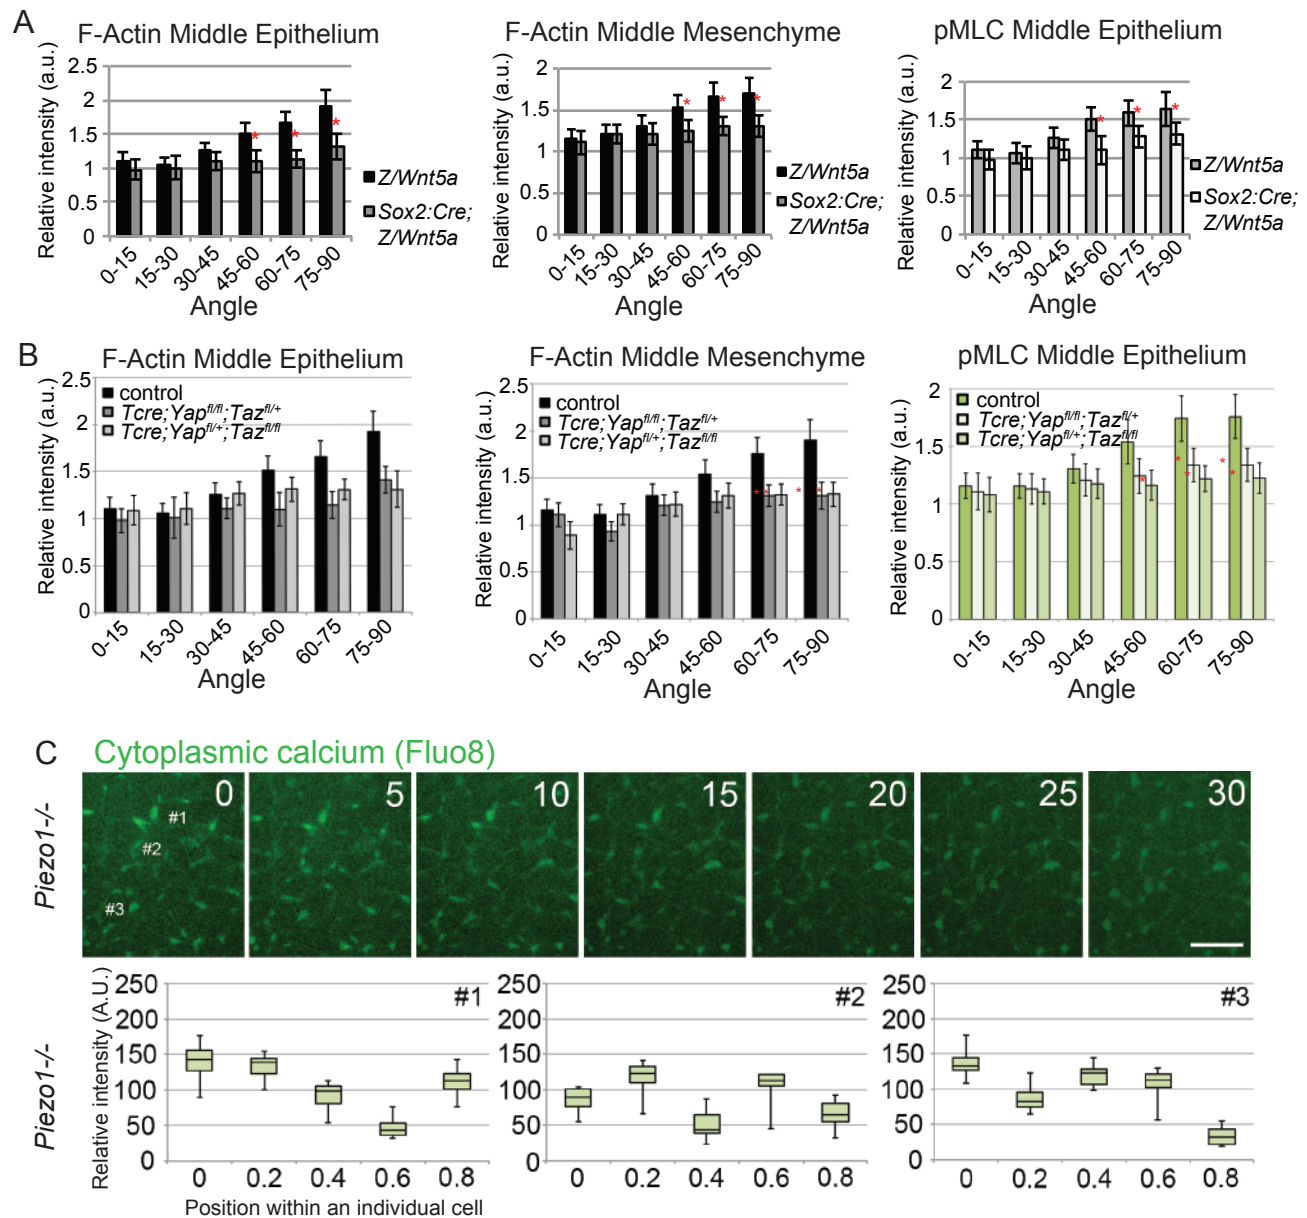 A
F-Actin Middle Epithelium
Relative intensity (a.u.)
2.5
2
1.5
1
0.5
0
0-15
15-30
30-45
45-60
60-75
75-90
Angle
* * *
Z/Wnt5a
Sox2:Cre;
Z/Wnt5a
F-Actin Middle Mesenchyme
Relative intensity (a.u.)
2
1.5
1
0.5
0
0-15
15-30
30-45
45-60
60-75
75-90
Angle
* * *
Z/Wnt5a
Sox2:Cre;
Z/Wnt5a
pMLC Middle Epithelium
Relative intensity (a.u.)
2
1.5
1
0.5
0
0-15
15-30
30-45
45-60
60-75
75-90
Angle
* * *
Z/Wnt5a
Sox2:Cre;
Z/Wnt5a
B
F-Actin Middle Epithelium
Relative intensity (a.u.)
2.5
2
1.5
1
0.5
0
control
Tcre;Yapfl/fl;Tazfl/+
Tcre;Yapfl/+;Tazfl/fl
0-15
15-30
30-45
45-60
60-75
75-90
Angle
F-Actin Middle Mesenchyme
Relative intensity (a.u.)
2.5
2
1.5
1
0.5
0
control
Tcre;Yapfl/fl;Tazfl/+
Tcre;Yapfl/+;Tazfl/fl
* * * *
0-15
15-30
30-45
45-60
60-75
75-90
Angle
pMLC Middle Epithelium
Relative intensity (a.u.)
2
1.5
1
0.5
0
control
Tcre;Yapfl/fl;Tazfl/+
Tcre;Yapfl/+;Tazfl/fl
* * * * *
0-15
15-30
30-45
45-60
60-75
75-90
Angle
C
Cytoplasmic calcium (Fluo8)
Piezo1-/-
0
5
10
15
20
25
30
#1
#2
#3
Piezo1-/-
Relative intensity (A.U.)
250
200
150
100
50
0
#1
0 0.2 0.4 0.6 0.8
Position within an individual cell
250
200
150
100
50
0
#2
0 0.2 0.4 0.6 0.8
250
200
150
100
50
0
#3
0 0.2 0.4 0.6 0.8